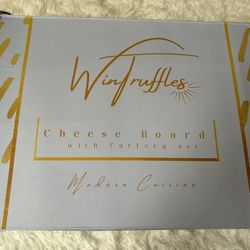 WinTruffles
Cheese Board
with Cutlery set
Modern Cuisine